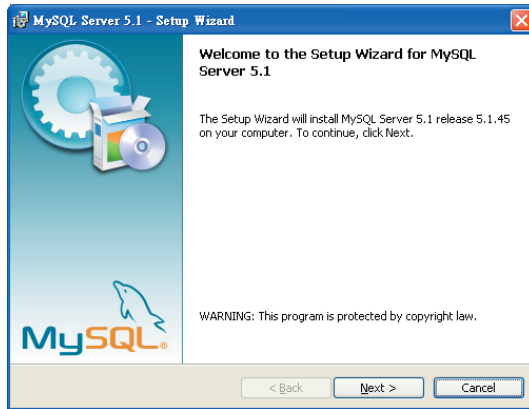 MySQL Server 5.1 - Setup Wizard
Welcome to the Setup Wizard for MySQL
Server 5.1
The Setup Wizard will install MySQL Server 5.1 release 5.1.45
on your computer. To continue, click Next.
WARNING: This program is protected by copyright law.
MySQL®
< Back
Next >
Cancel